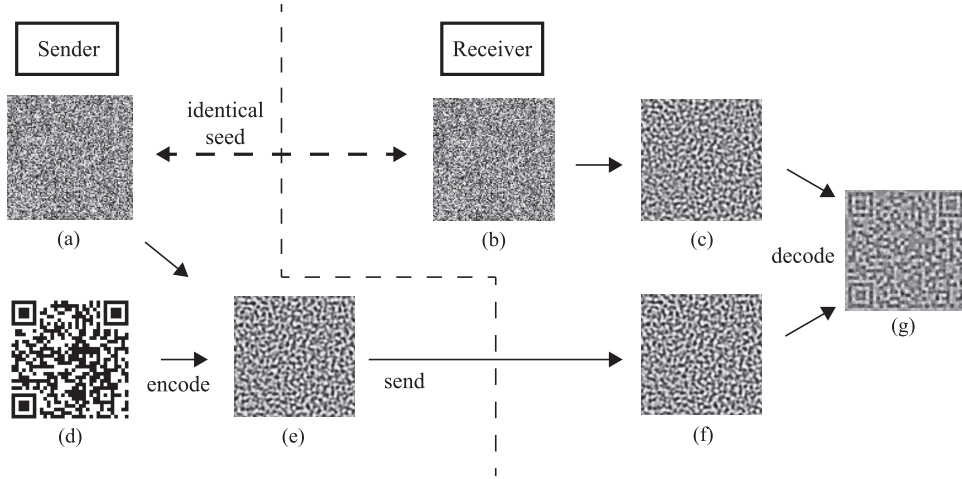 Sender
Receiver
identical
seed
(a)
(b)
(c)
decode
(g)
encode
send
(d)
(e)
(f)